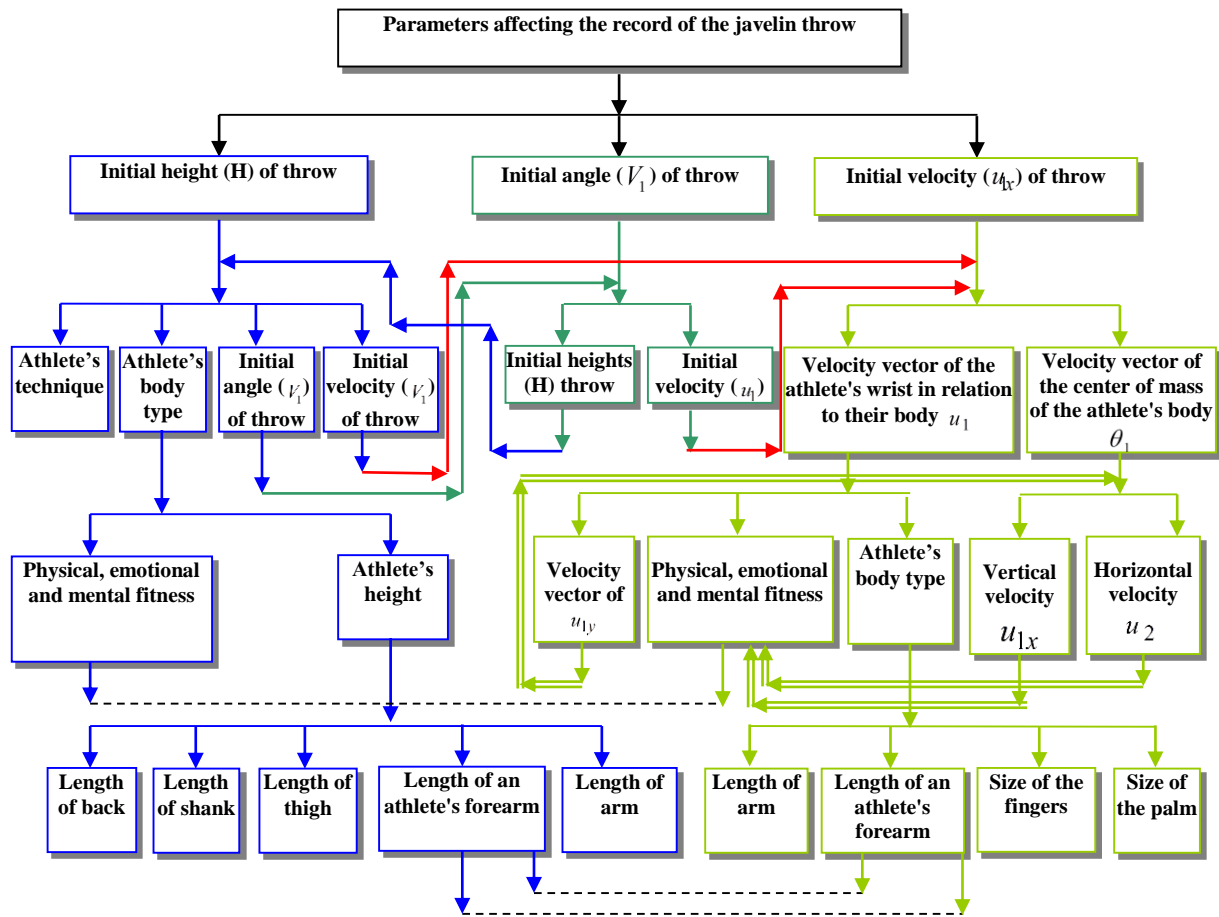 Parameters affecting the record of the javelin throw
Initial height (H) of throw
Initial angle (V₁) of throw
Initial velocity (u₁ₓ) of throw
Athlete's
technique
Athlete's
body
type
Initial
angle (V₁)
of throw
Initial
velocity (V₁)
of throw
Initial heights
(H) throw
Initial
velocity (u₁)
Velocity vector of the
athlete's wrist in relation
to their body u₁
Velocity vector of
the center of mass
of the athlete's body
θ₁
Physical, emotional
and mental fitness
Athlete's
height
Velocity
vector of
u₁y
Physical, emotional
and mental fitness
Athlete's
body type
Vertical
velocity
u₁ₓ
Horizontal
velocity
u 2
Length
of back
Length
of shank
Length of
thigh
Length of an
athlete's forearm
Length of
arm
Length of
arm
Length of an
athlete's
forearm
Size of the
fingers
Size of
the palm